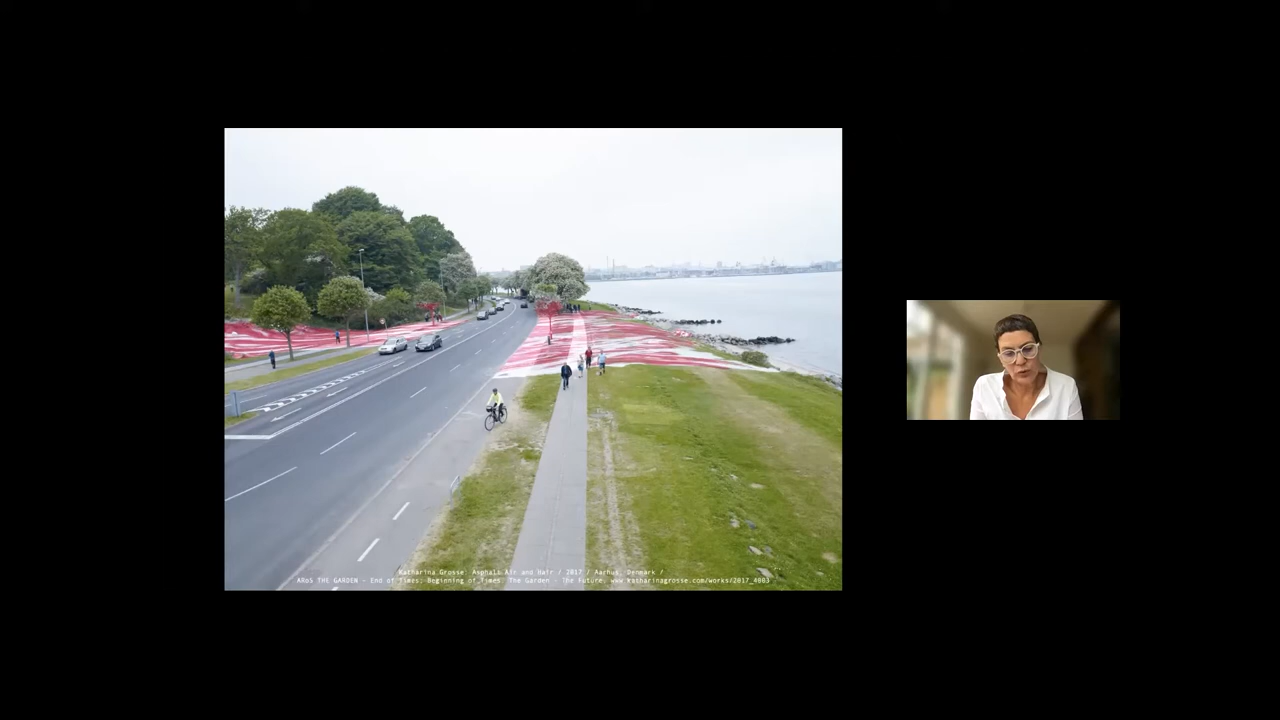 Katharina Grosse: Asphalt Air and Hair / 2017 / Aarhus, Denmark /
ARoS THE GARDEN – End of Times; Beginning of Times. The Garden – The Future. www.katharinagrosse.com/works/2017_4003